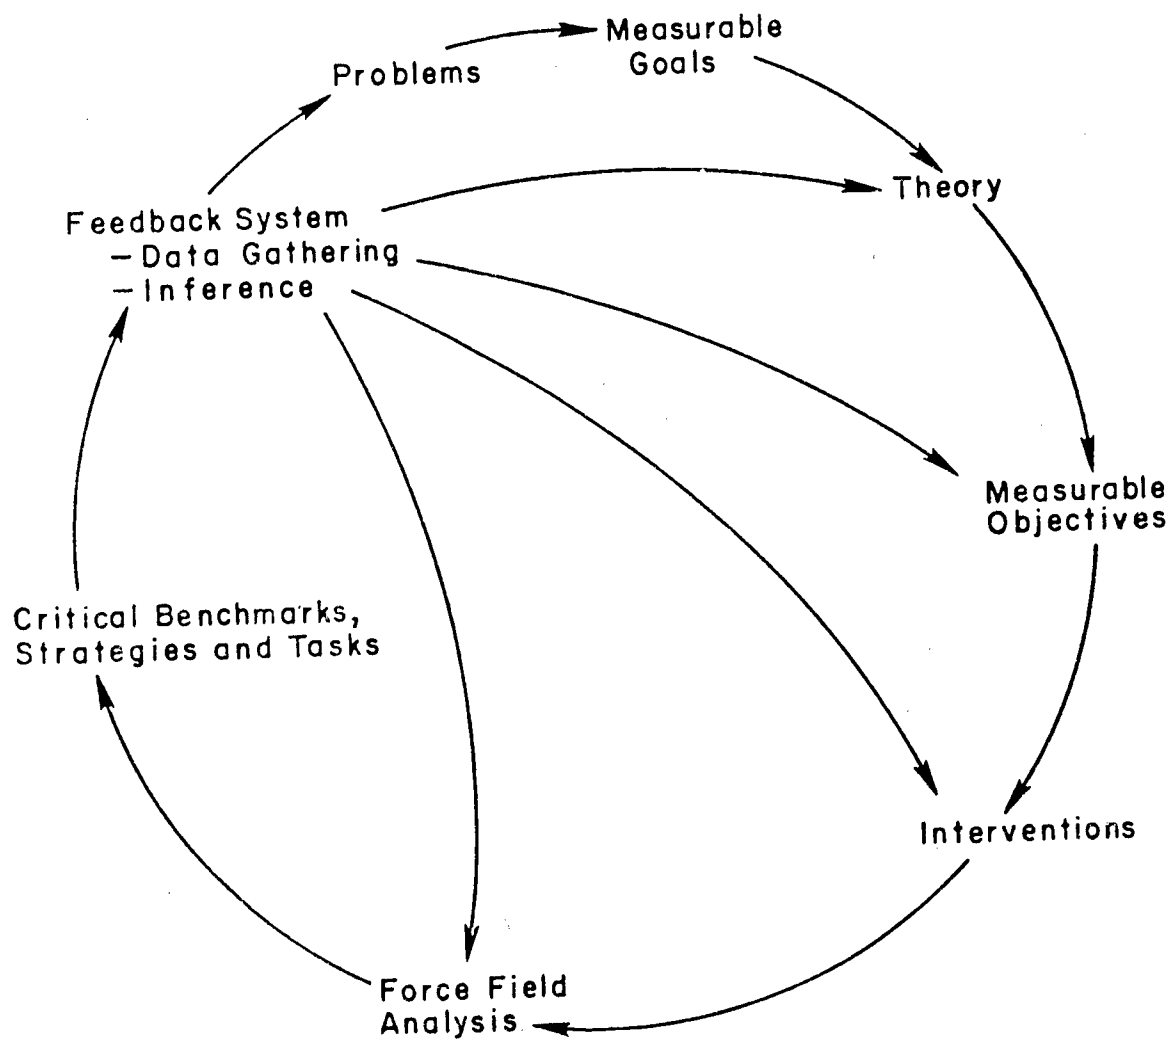 Problems
Measurable
Goals
Theory
Feedback System
– Data Gathering
– Inference
Measurable
Objectives
Critical Benchmarks,
Strategies and Tasks
Interventions
Force Field
Analysis